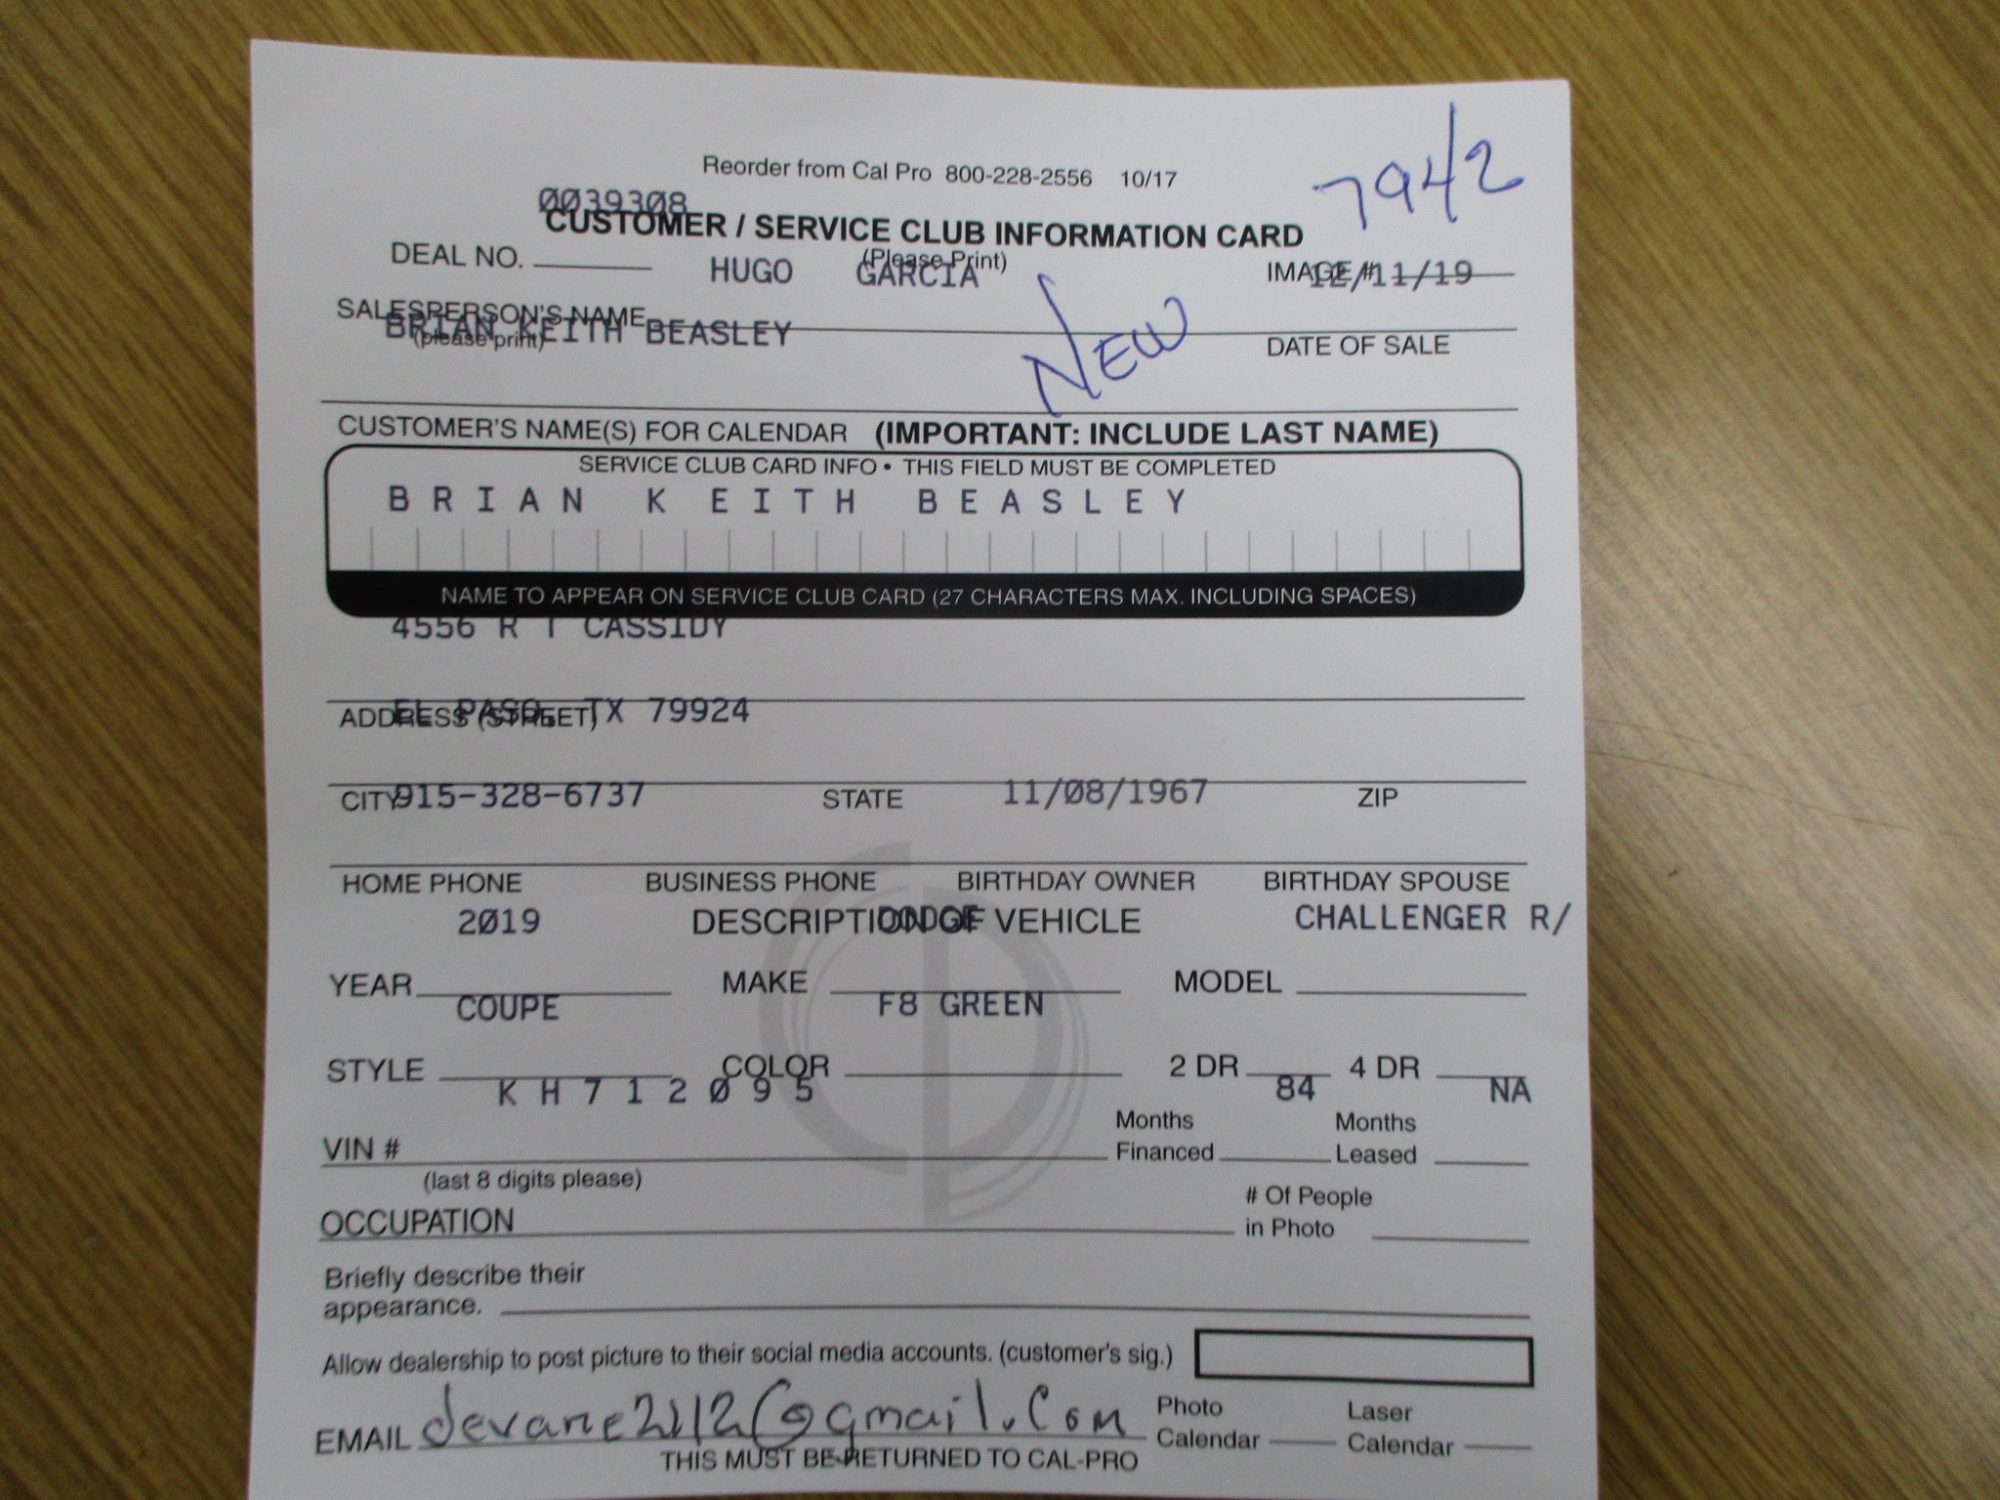 Reorder from Cal Pro 800-228-2556 10/17
7942
0039308
CUSTOMER / SERVICE CLUB INFORMATION CARD
(Please Print)
DEAL NO.
HUGO GARCIA
IMAGE #
12/11/19
SALESPERSON'S NAME
(please print)
BRIAN KEITH BEASLEY
NEW
DATE OF SALE
CUSTOMER'S NAME(S) FOR CALENDAR (IMPORTANT: INCLUDE LAST NAME)
SERVICE CLUB CARD INFO • THIS FIELD MUST BE COMPLETED
BRIAN KEITH BEASLEY
NAME TO APPEAR ON SERVICE CLUB CARD (27 CHARACTERS MAX. INCLUDING SPACES)
4556 R T CASSIDY
EL PASO, TX 79924
ADDRESS (STREET)
915-328-6737 11/08/1967
CITY STATE ZIP
HOME PHONE BUSINESS PHONE BIRTHDAY OWNER BIRTHDAY SPOUSE
2019 DODGE CHALLENGER R/
DESCRIPTION OF VEHICLE
YEAR MAKE MODEL
COUPE F8 GREEN
STYLE COLOR 2 DR 4 DR
KH712095 84 NA
VIN # Months Financed Months Leased
(last 8 digits please)
OCCUPATION # Of People in Photo
Briefly describe their
appearance.
Allow dealership to post picture to their social media accounts. (customer's sig.)
EMAIL devane2112@gmail.com Photo Calendar Laser Calendar
THIS MUST BE RETURNED TO CAL-PRO